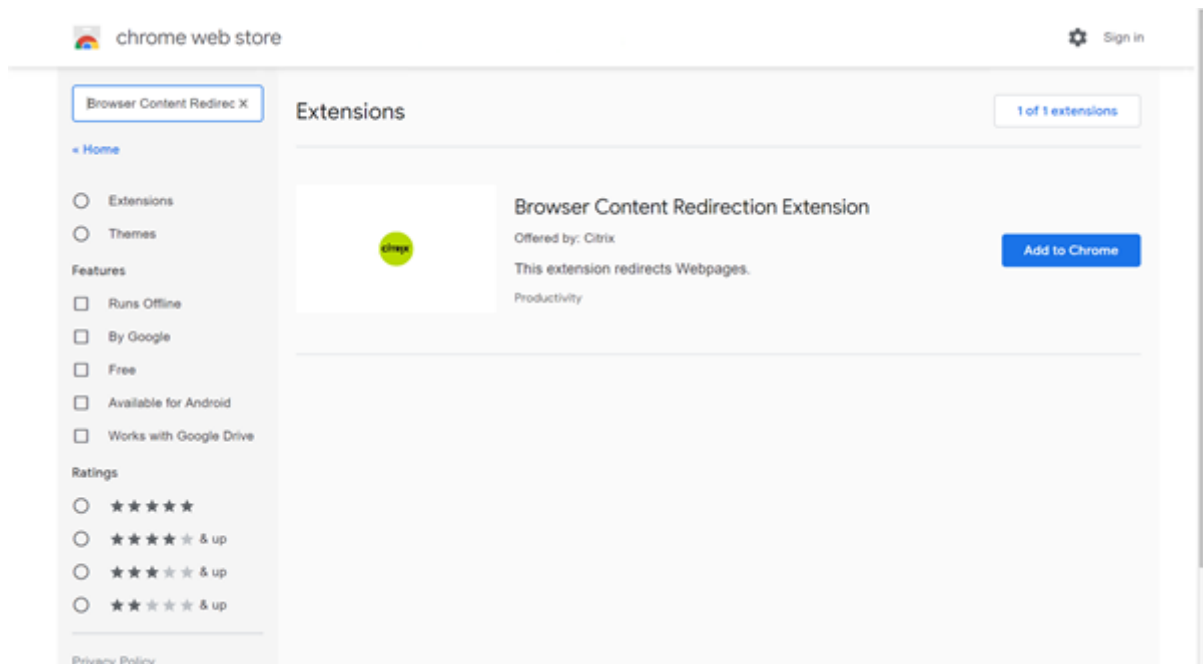 chrome web store
Sign in
Browser Content Redirec
« Home
Extensions
Themes
Features
Runs Offline
By Google
Free
Available for Android
Works with Google Drive
Ratings
& up
& up
& up
Privacy Policy
Extensions
1 of 1 extensions
citrix
Browser Content Redirection Extension
Offered by: Citrix
This extension redirects Webpages.
Productivity
Add to Chrome